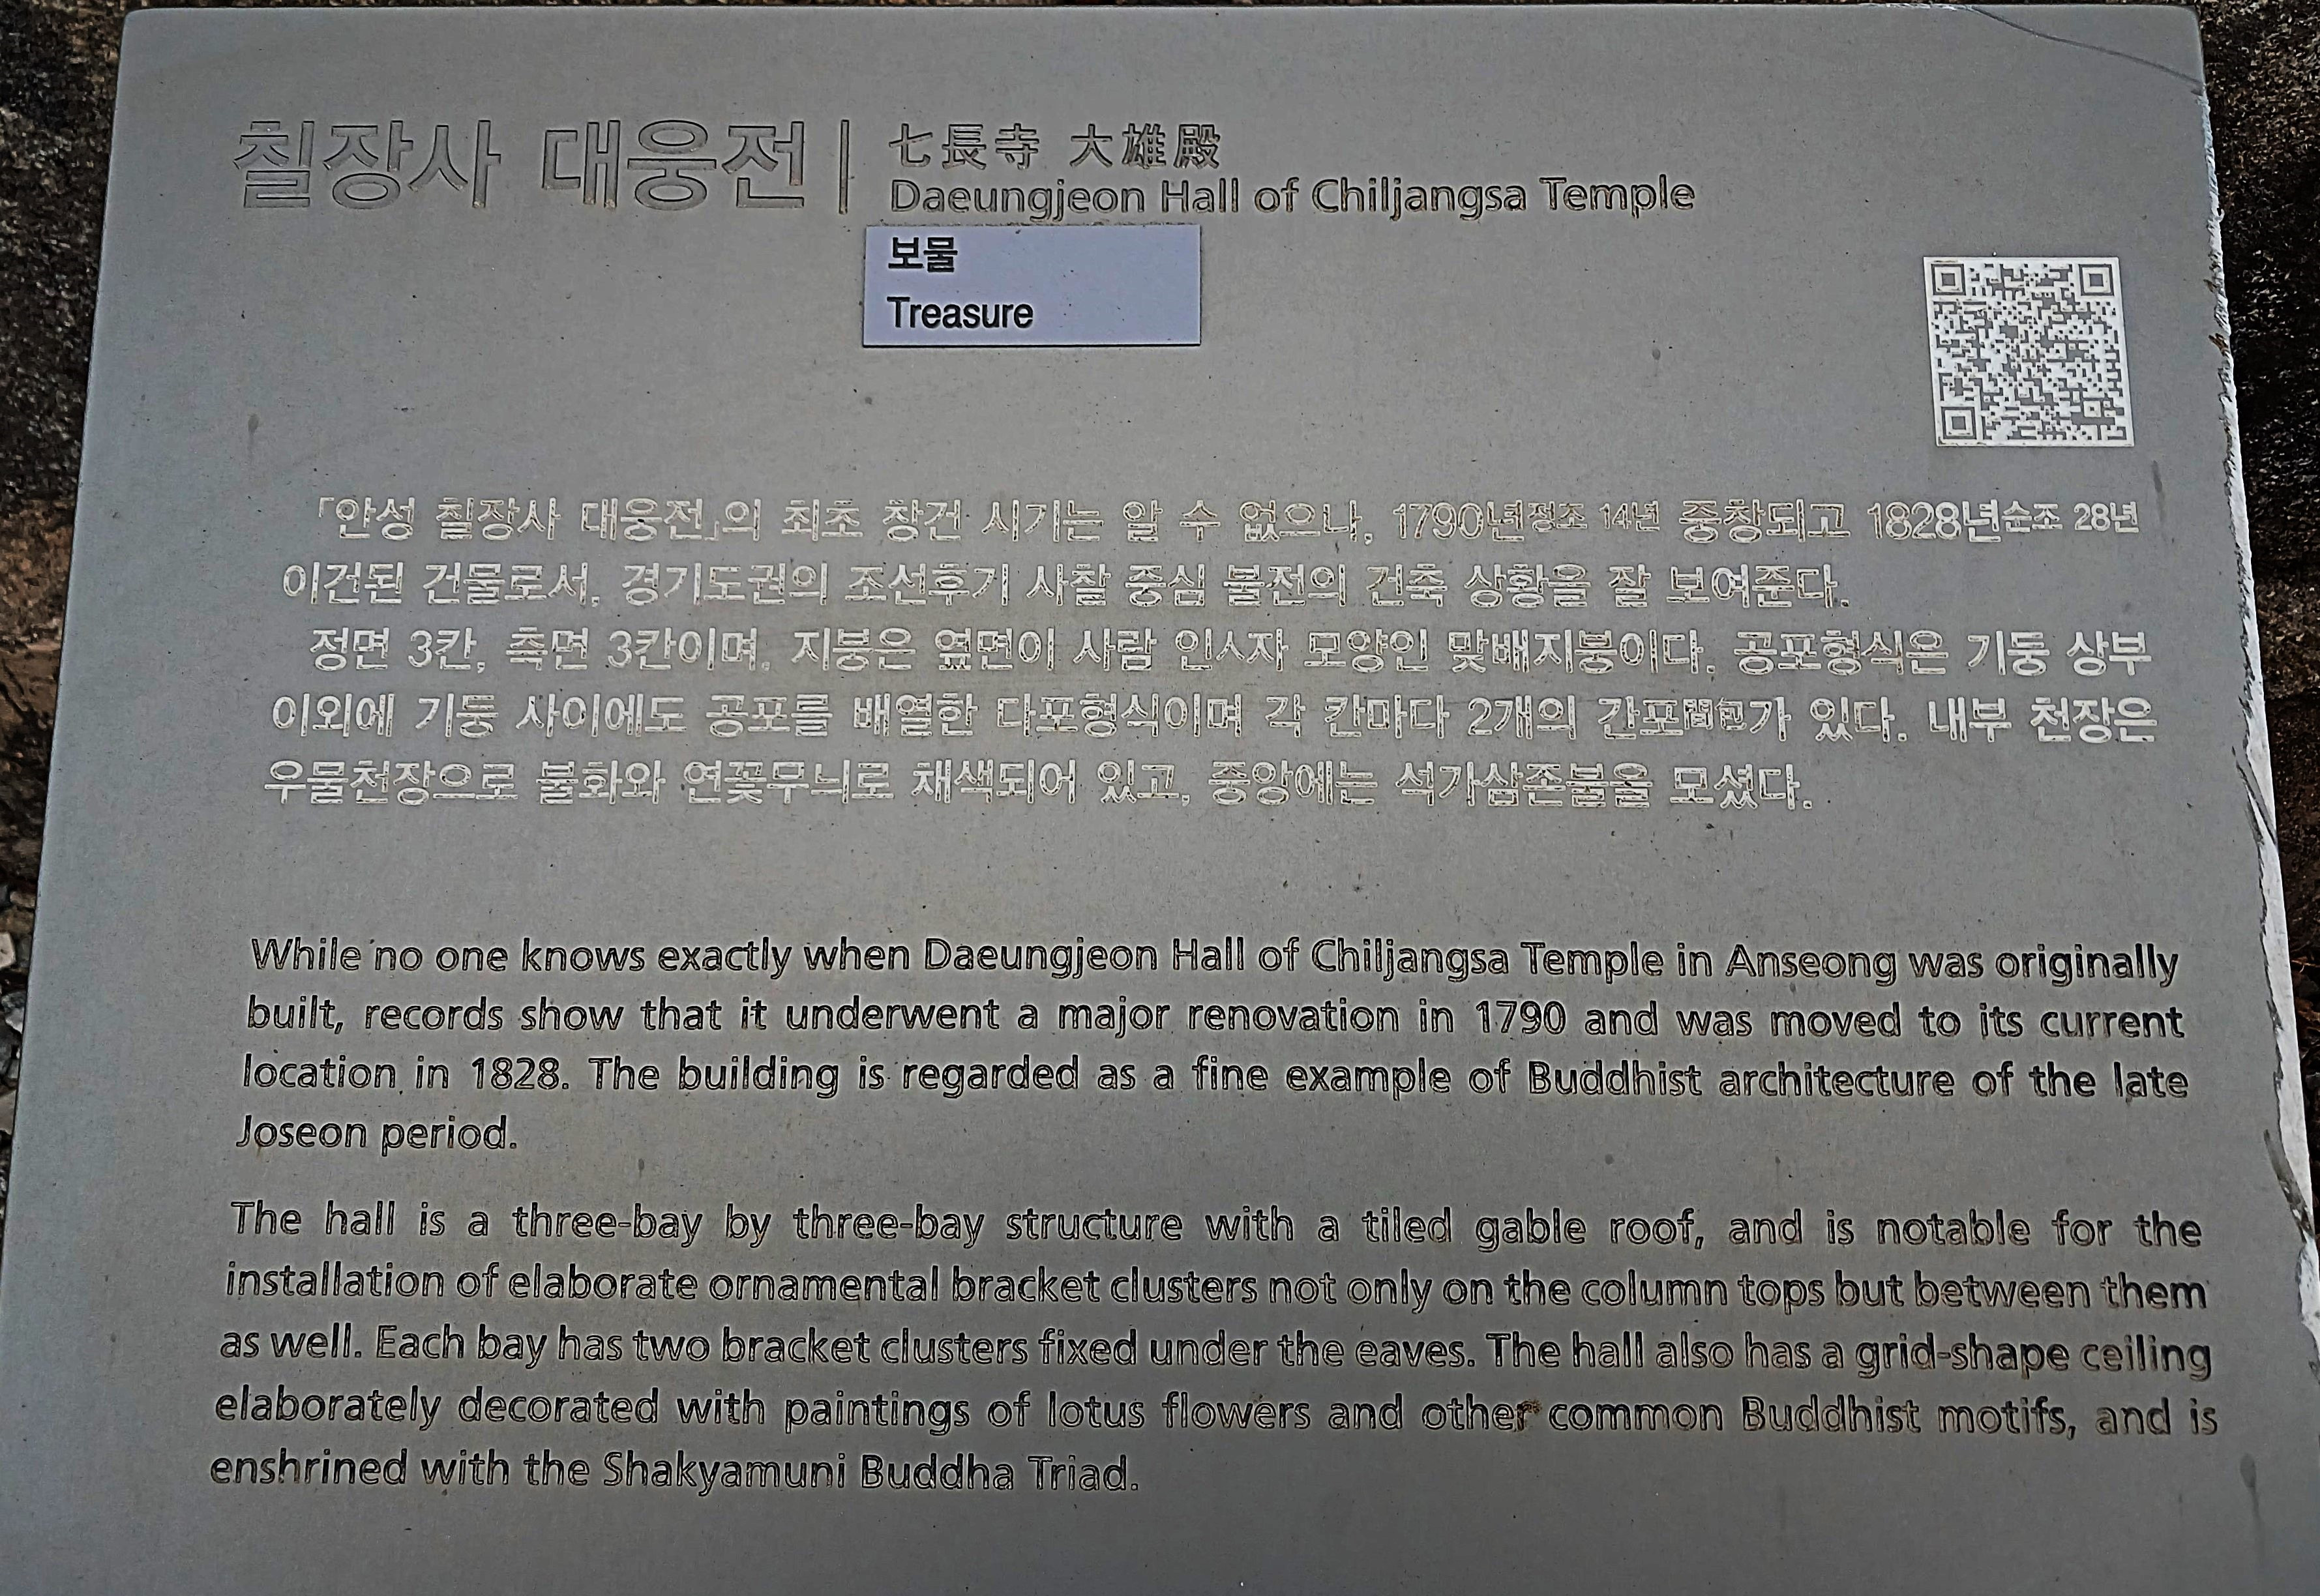 칠장사 대웅전
七長寺 大雄殿
Daeungjeon Hall of Chiljangsa Temple
보물
Treasure
「안성 칠장사 대웅전」의 최초 창건 시기는 알 수 없으나, 1790년정조 14년 중창되고 1828년순조 28년
이건된 건물로서, 경기도권의 조선후기 사찰 중심 불전의 건축 상황을 잘 보여준다.
정면 3칸, 측면 3칸이며, 지붕은 옆면이 사람 인ㅅ자 모양인 맞배지붕이다. 공포형식은 기둥 상부
이외에 기둥 사이에도 공포를 배열한 다포형식이며 각 칸마다 2개의 간포間包가 있다. 내부 천장은
우물천장으로 불화와 연꽃무늬로 채색되어 있고, 중앙에는 석가삼존불을 모셨다.
While no one knows exactly when Daeungjeon Hall of Chiljangsa Temple in Anseong was originally
built, records show that it underwent a major renovation in 1790 and was moved to its current
location in 1828. The building is regarded as a fine example of Buddhist architecture of the late
Joseon period.
The hall is a three-bay by three-bay structure with a tiled gable roof, and is notable for the
installation of elaborate ornamental bracket clusters not only on the column tops but between them
as well. Each bay has two bracket clusters fixed under the eaves. The hall also has a grid-shape ceiling
elaborately decorated with paintings of lotus flowers and other common Buddhist motifs, and is
enshrined with the Shakyamuni Buddha Triad.